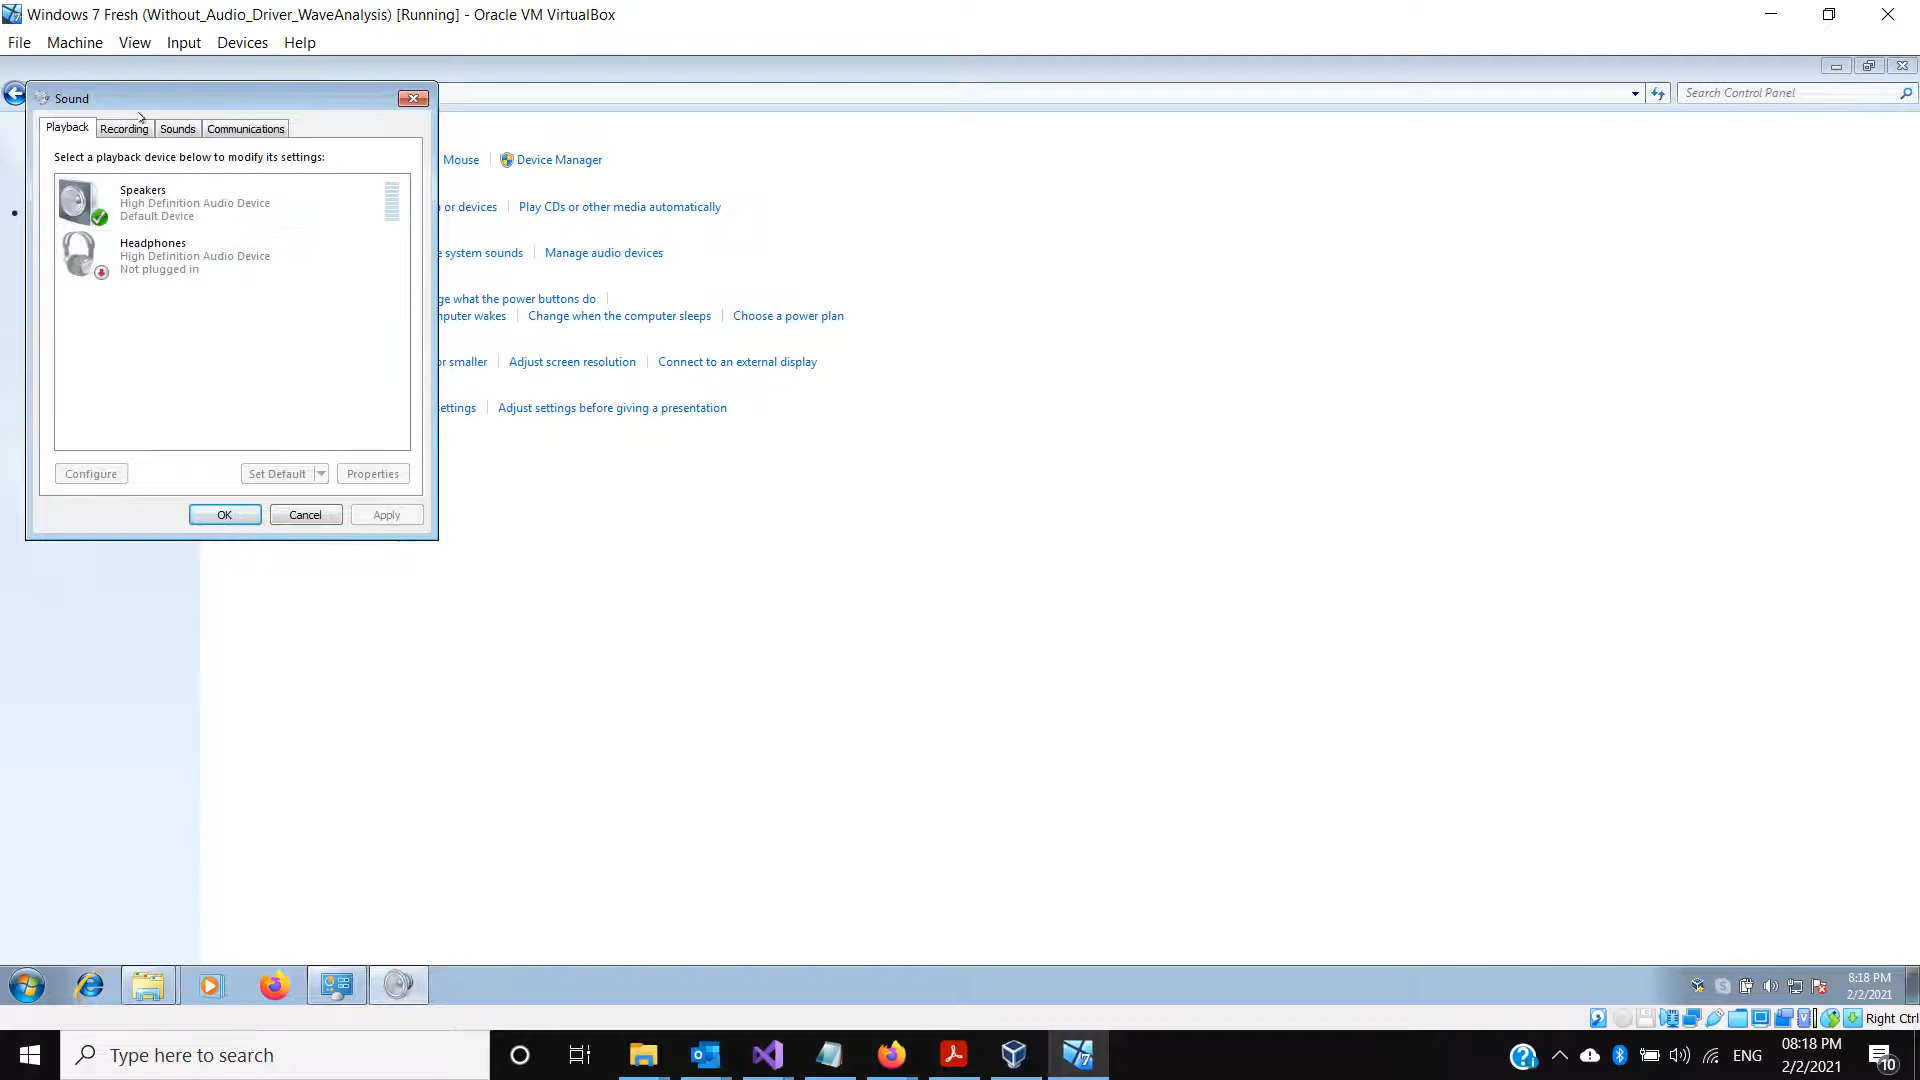 Windows 7 Fresh (Without_Audio_Driver_WaveAnalysis) [Running] - Oracle VM VirtualBox
File Machine View Input Devices Help
Search Control Panel
Sound
Playback Recording Sounds Communications
Select a playback device below to modify its settings:
Speakers
High Definition Audio Device
Default Device
Headphones
High Definition Audio Device
Not plugged in
Configure Set Default Properties
OK Cancel Apply
Mouse Device Manager
or devices Play CDs or other media automatically
system sounds Manage audio devices
what the power buttons do
wakes Change when the computer sleeps Choose a power plan
or smaller Adjust screen resolution Connect to an external display
settings Adjust settings before giving a presentation
8:18 PM
2/2/2021
Right Ctrl
Type here to search
ENG
08:18 PM
2/2/2021
10